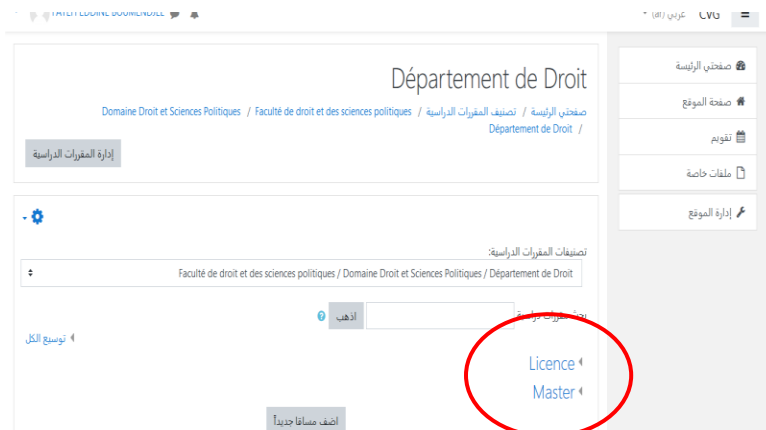 CVG عربي (ar)
صفحتي الرئيسة
صفحة الموقع
تقويم
ملفات خاصة
إدارة الموقع
Département de Droit
صفحتي الرئيسة / تصنيف المقررات الدراسية / Faculté de droit et des sciences politiques / Domaine Droit et Sciences Politiques
/ Département de Droit
إدارة المقررات الدراسية
تصنيفات المقررات الدراسية:
Faculté de droit et des sciences politiques / Domaine Droit et Sciences Politiques / Département de Droit
بحث مقررات دراسية اذهب
توسيع الكل
Licence
Master
اضف مساقا جديداً